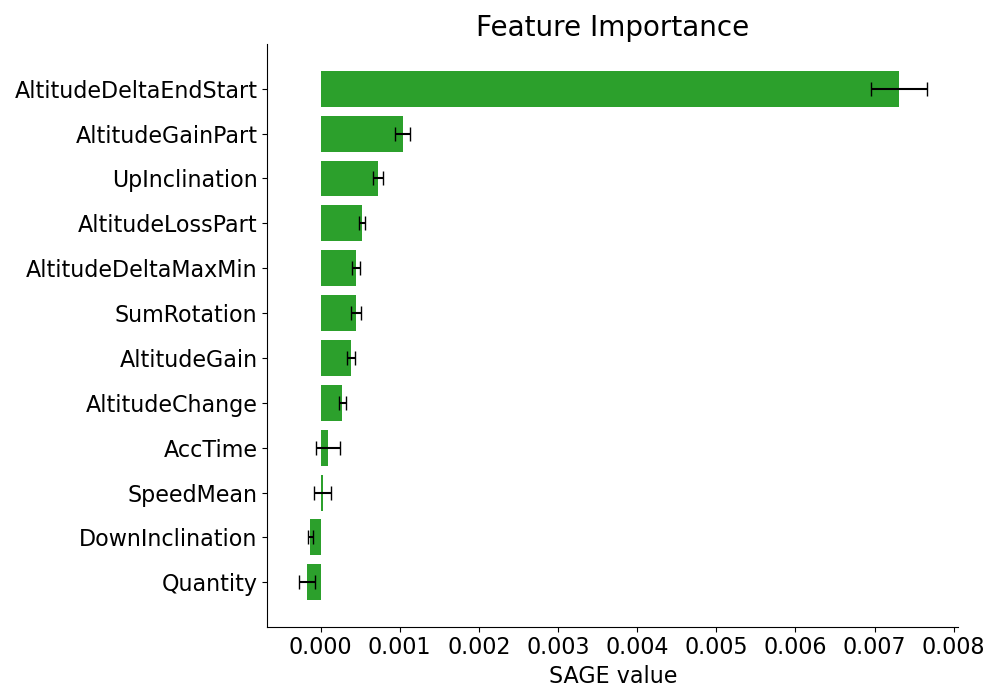 Feature Importance
AltitudeDeltaEndStart
AltitudeGainPart
UpInclination
AltitudeLossPart
AltitudeDeltaMaxMin
SumRotation
AltitudeGain
AltitudeChange
AccTime
SpeedMean
DownInclination
Quantity
0.000 0.001 0.002 0.003 0.004 0.005 0.006 0.007 0.008
SAGE value